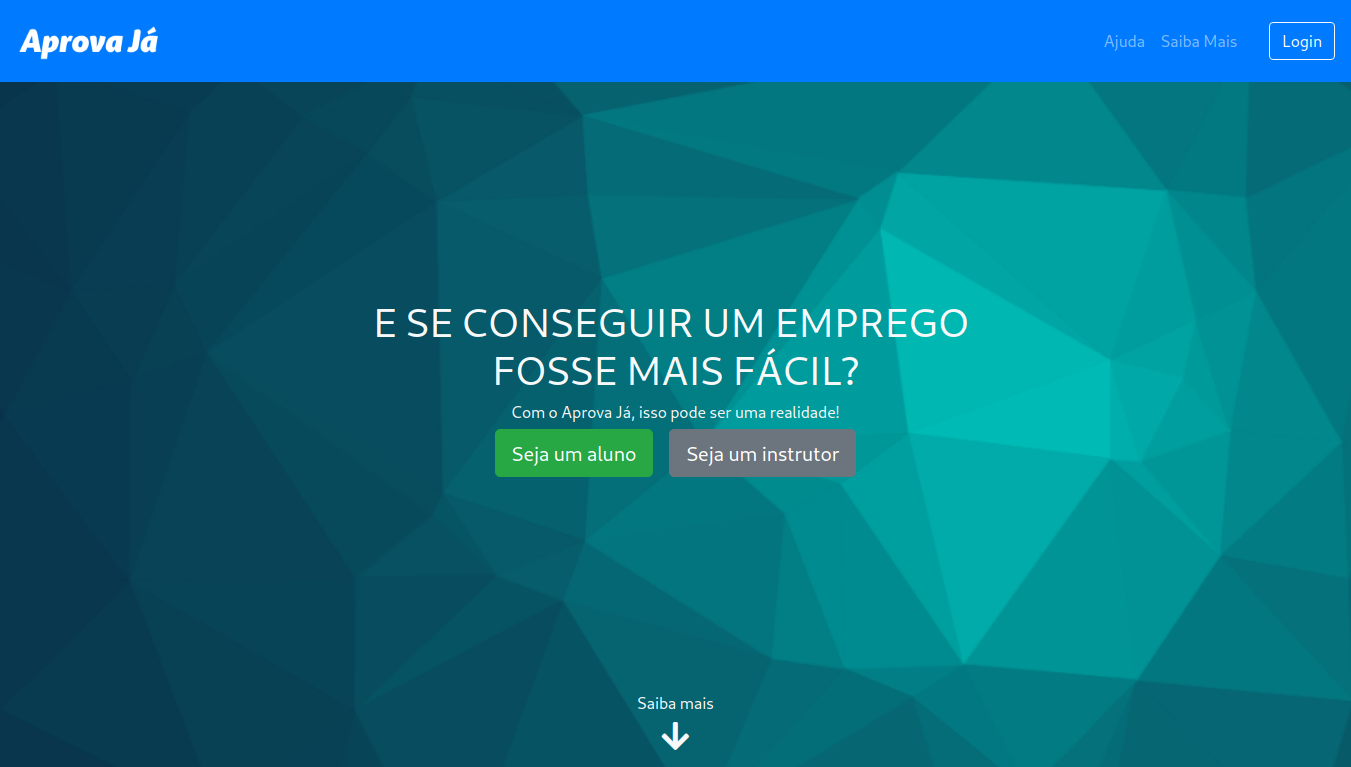 Aprova Já
Ajuda
Saiba Mais
Login
E SE CONSEGUIR UM EMPREGO
FOSSE MAIS FÁCIL?
Com o Aprova Já, isso pode ser uma realidade!
Seja um aluno
Seja um instrutor
Saiba mais